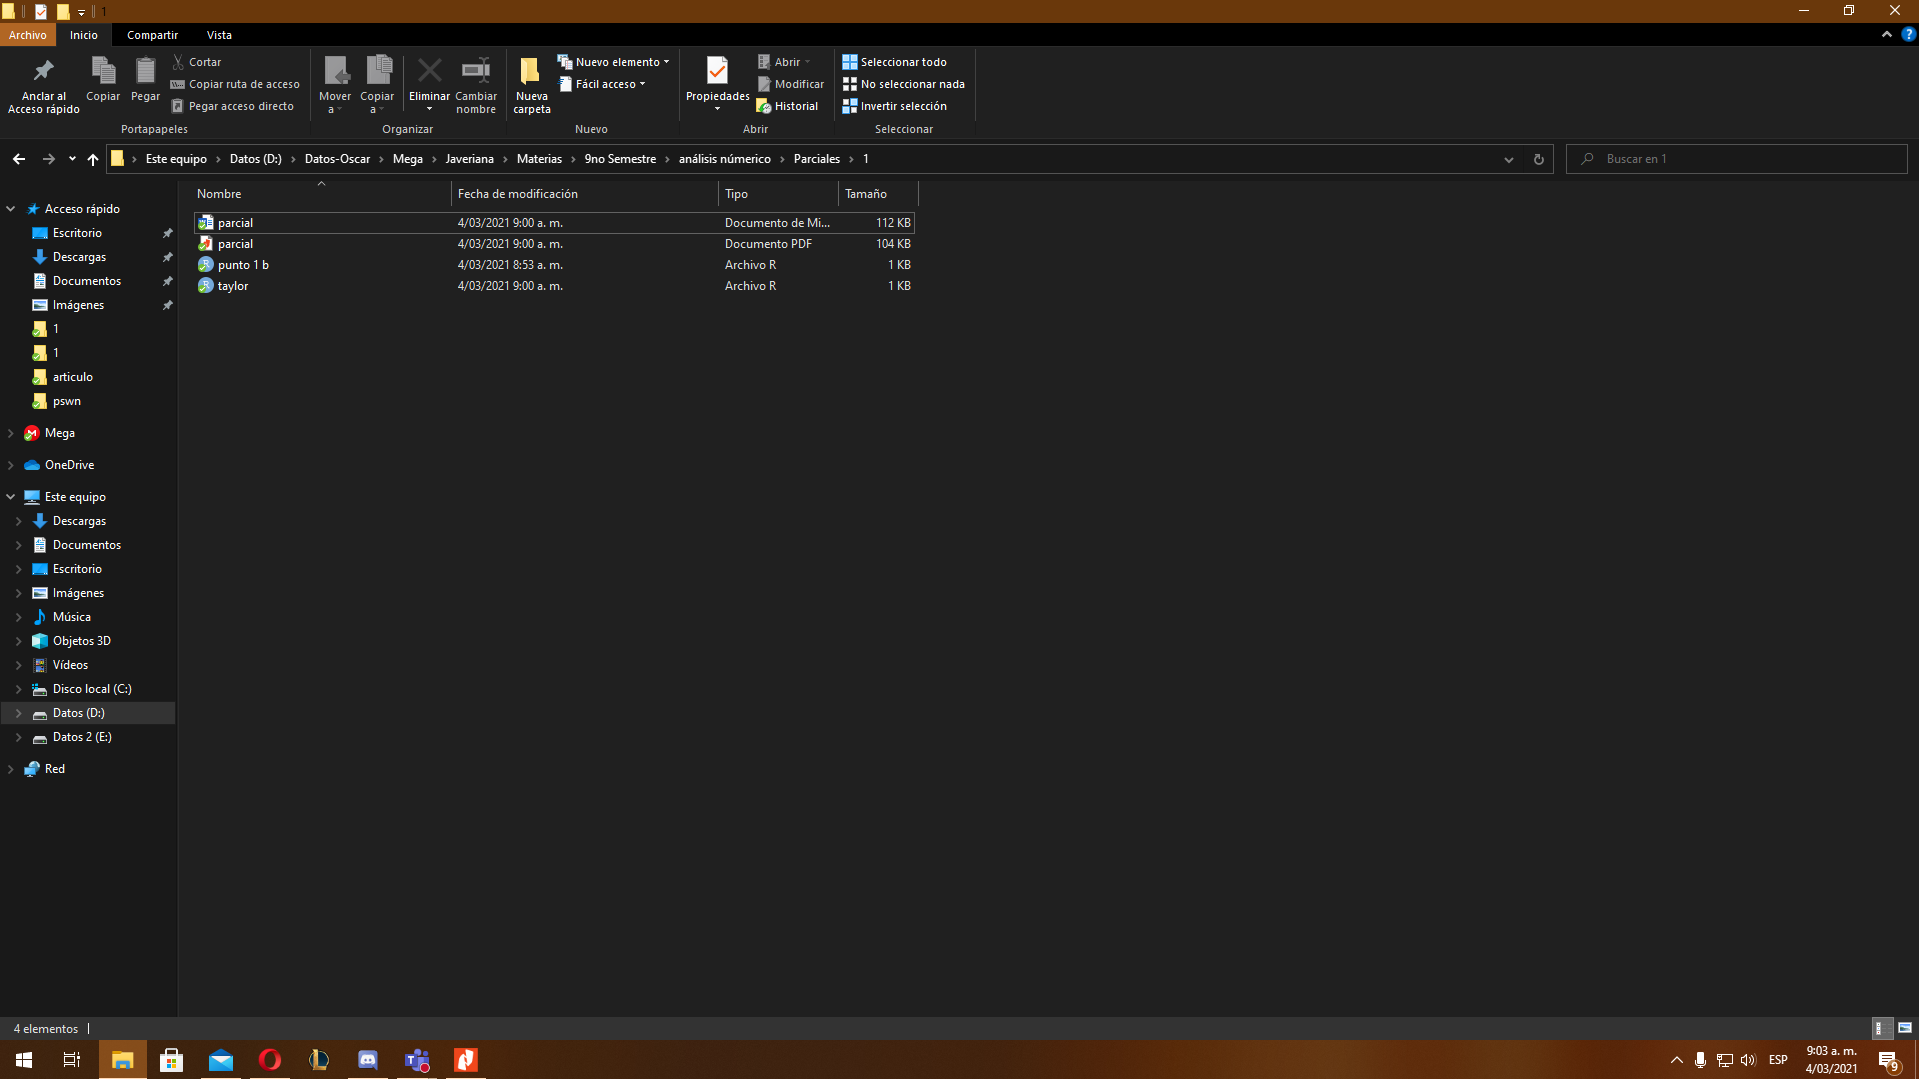 1
Archivo Inicio Compartir Vista
Anclar al
Acceso rápido
Copiar
Pegar
Cortar
Copiar ruta de acceso
Pegar acceso directo
Portapapeles
Mover
a
Copiar
a
Eliminar
Cambiar
nombre
Organizar
Nueva
carpeta
Nuevo elemento
Fácil acceso
Nuevo
Propiedades
Abrir
Modificar
Historial
Abrir
Seleccionar todo
No seleccionar nada
Invertir selección
Seleccionar
Este equipo > Datos (D:) > Datos-Oscar > Mega > Javeriana > Materias > 9no Semestre > análisis númerico > Parciales > 1
Buscar en 1
Nombre Fecha de modificación Tipo Tamaño
parcial 4/03/2021 9:00 a. m. Documento de Mi... 112 KB
parcial 4/03/2021 9:00 a. m. Documento PDF 104 KB
punto 1 b 4/03/2021 8:53 a. m. Archivo R 1 KB
taylor 4/03/2021 9:00 a. m. Archivo R 1 KB
Acceso rápido
Escritorio
Descargas
Documentos
Imágenes
1
1
articulo
pswn
Mega
OneDrive
Este equipo
Descargas
Documentos
Escritorio
Imágenes
Música
Objetos 3D
Vídeos
Disco local (C:)
Datos (D:)
Datos 2 (E:)
Red
4 elementos
ESP
9:03 a. m.
4/03/2021
9